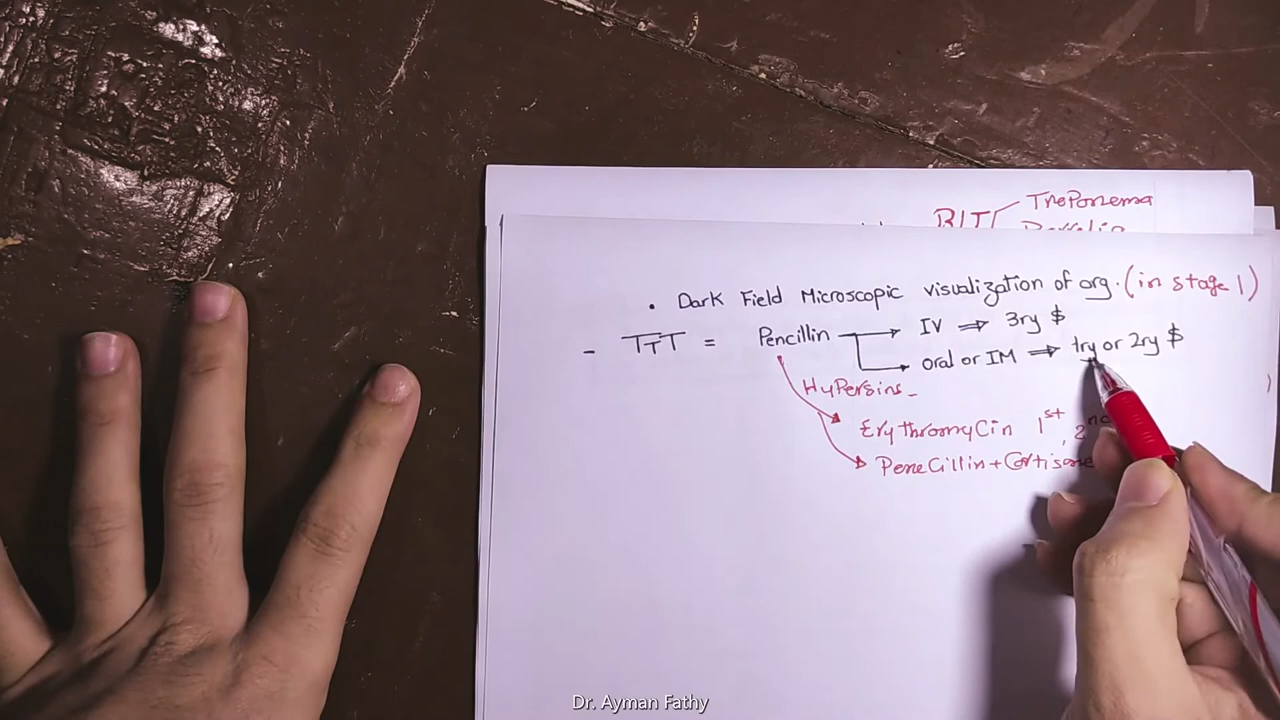 BIT Treponema
• Dark Field Microscopic visualization of org. (in stage 1)
- TTT = Pencillin IV ⇒ 3ry $
oral or IM ⇒ 1ry or 2ry $
HyPersins.
ErythromyCin 1st, 2nd
PeneCillin+Cortisone
Dr. Ayman Fathy